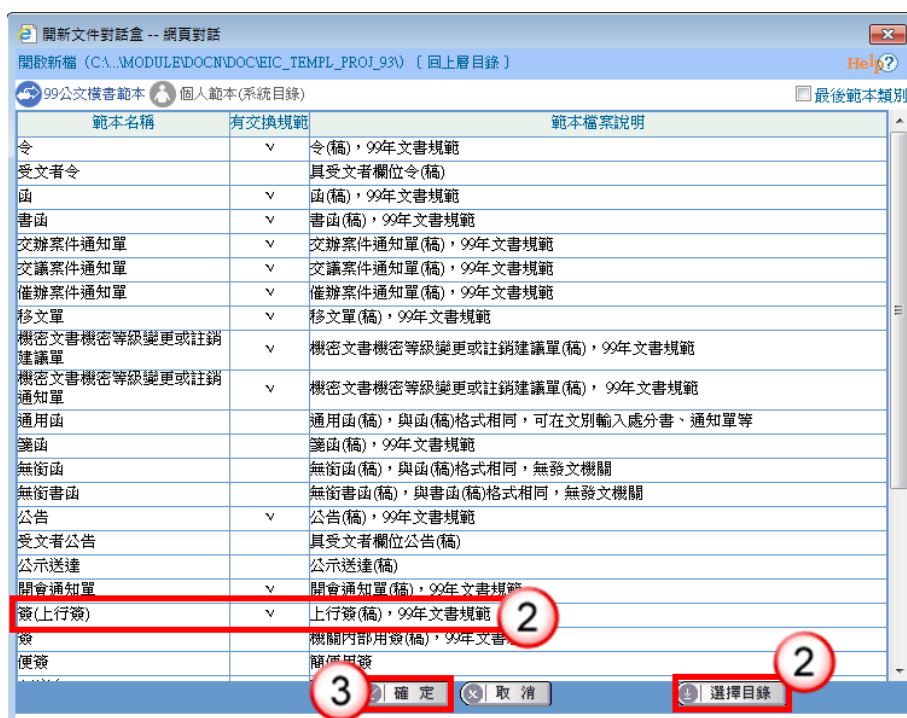 開新文件對話盒 -- 網頁對話
開啟新檔 (C:\...\MODULE\DOCN\DOC\EIC_TEMPL_PROJ_93\) [ 回上層目錄 ]
Help
99公文橫書範本 個人範本(系統目錄)
最後範本類別
範本名稱 有交換規範 範本檔案說明
令 v 令(稿),99年文書規範
受文者令 具受文者欄位令(稿)
函 v 函(稿),99年文書規範
書函 v 書函(稿),99年文書規範
交辦案件通知單 v 交辦案件通知單(稿),99年文書規範
交議案件通知單 v 交議案件通知單(稿),99年文書規範
催辦案件通知單 v 催辦案件通知單(稿),99年文書規範
移文單 v 移文單(稿),99年文書規範
機密文書機密等級變更或註銷
建議單 v 機密文書機密等級變更或註銷建議單(稿),99年文書規範
機密文書機密等級變更或註銷
通知單 v 機密文書機密等級變更或註銷通知單(稿), 99年文書規範
通用函 通用函(稿),與函(稿)格式相同,可在文別輸入處分書、通知單等
箋函 箋函(稿),99年文書規範
無銜函 無銜函(稿),與函(稿)格式相同,無發文機關
無銜書函 無銜書函(稿),與書函(稿)格式相同,無發文機關
公告 v 公告(稿),99年文書規範
受文者公告 具受文者欄位公告(稿)
公示送達 公示送達(稿)
開會通知單 v 開會通知單(稿),99年文書規範
簽(上行簽) v 上行簽(稿),99年文書規範 2
簽 機關內部用簽(稿),99年文書
便簽 簡便用簽
3 確 定 取 消 2 選擇目錄